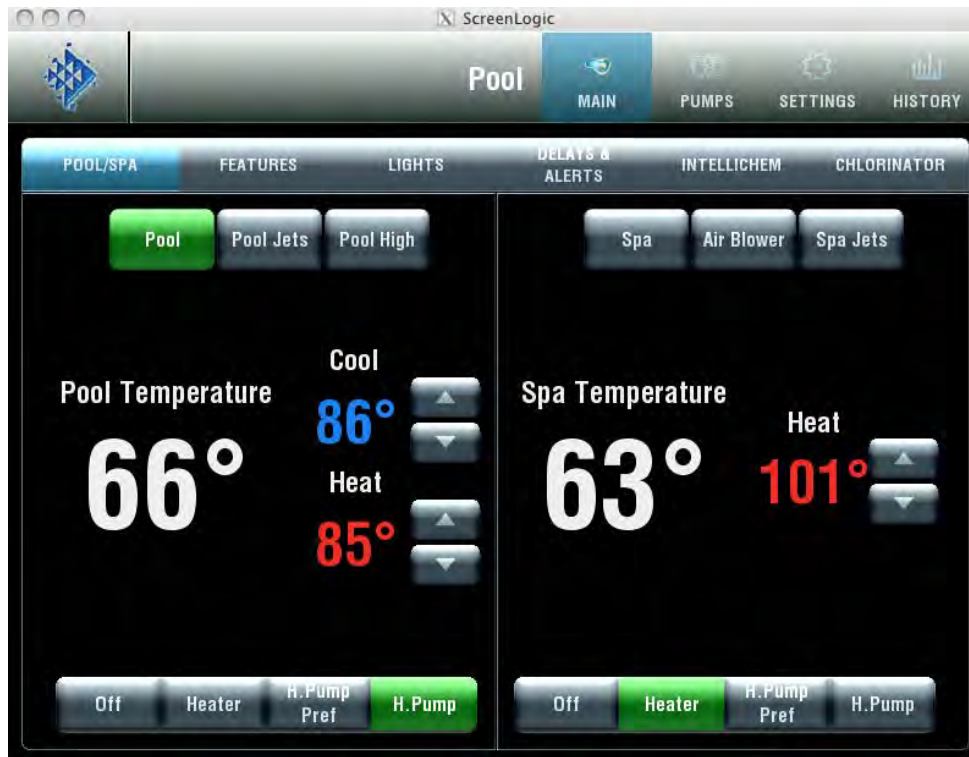 X ScreenLogic
Pool
MAIN
PUMPS
SETTINGS
HISTORY
POOL/SPA
FEATURES
LIGHTS
DELAYS &
ALERTS
INTELLICHEM
CHLORINATOR
Pool
Pool Jets
Pool High
Spa
Air Blower
Spa Jets
Pool Temperature
66°
Cool
86°
Heat
85°
Spa Temperature
63°
Heat
101°
Off
Heater
H.Pump
Pref
H.Pump
Off
Heater
H.Pump
Pref
H.Pump